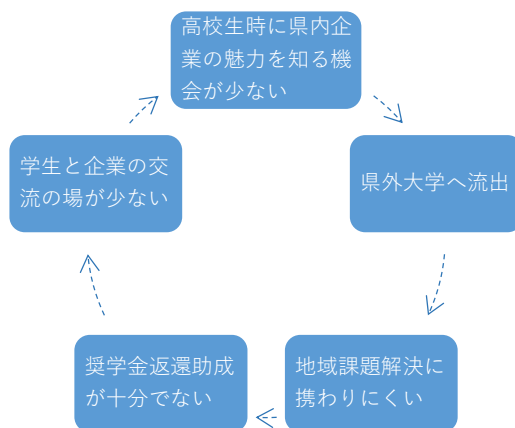 高校生時に県内企
業の魅力を知る機
会が少ない
県外大学へ流出
地域課題解決に
携わりにくい
奨学金返還助成
が十分でない
学生と企業の交
流の場が少ない